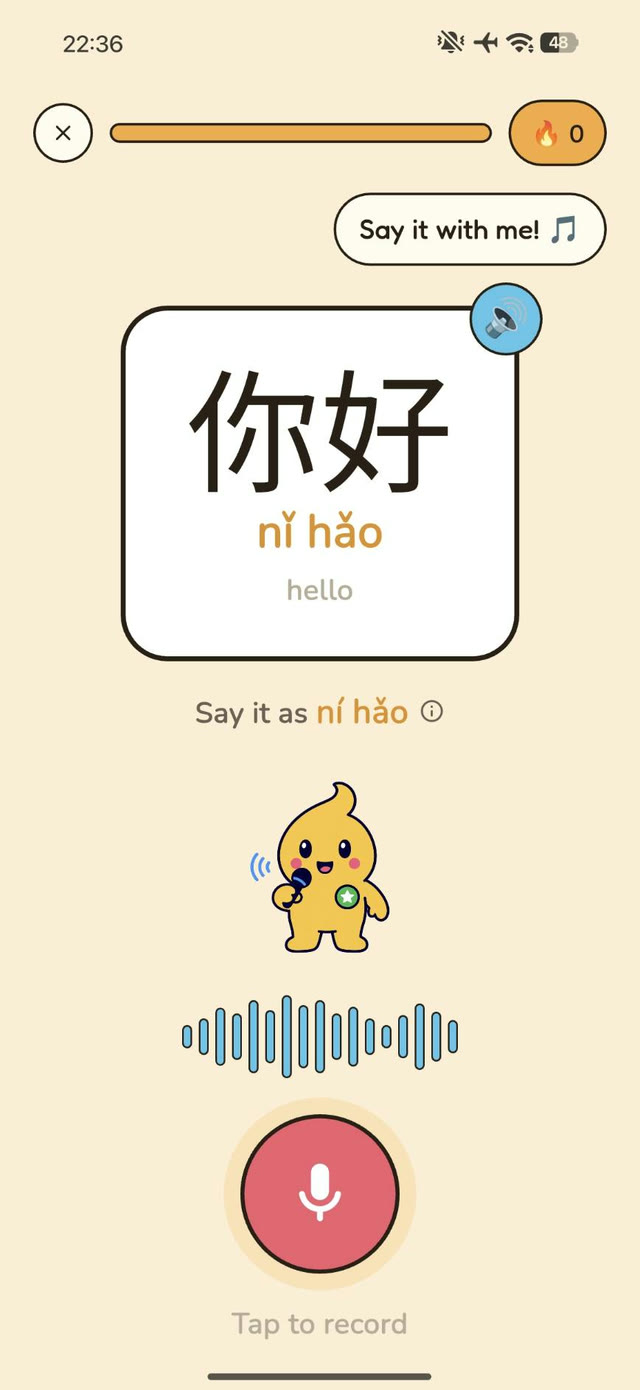 22:36
48
0
Say it with me!
你好
nǐ hǎo
hello
Say it as ní hǎo
Tap to record